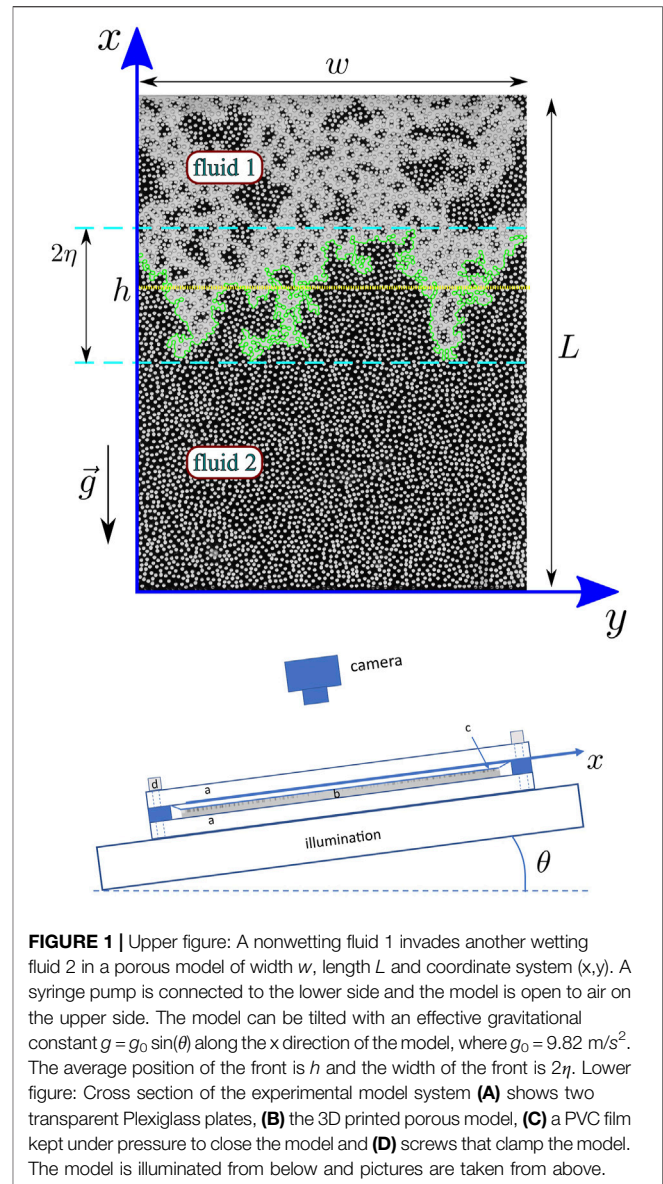 x
w
fluid 1
2η
h
L
fluid 2
g⃗
y
camera
c
x
d
a
b
a
illumination
θ
FIGURE 1 | Upper figure: A nonwetting fluid 1 invades another wetting
fluid 2 in a porous model of width w, length L and coordinate system (x,y). A
syringe pump is connected to the lower side and the model is open to air on
the upper side. The model can be tilted with an effective gravitational
constant g = g₀ sin(θ) along the x direction of the model, where g₀ = 9.82 m/s².
The average position of the front is h and the width of the front is 2η. Lower
figure: Cross section of the experimental model system (A) shows two
transparent Plexiglass plates, (B) the 3D printed porous model, (C) a PVC film
kept under pressure to close the model and (D) screws that clamp the model.
The model is illuminated from below and pictures are taken from above.